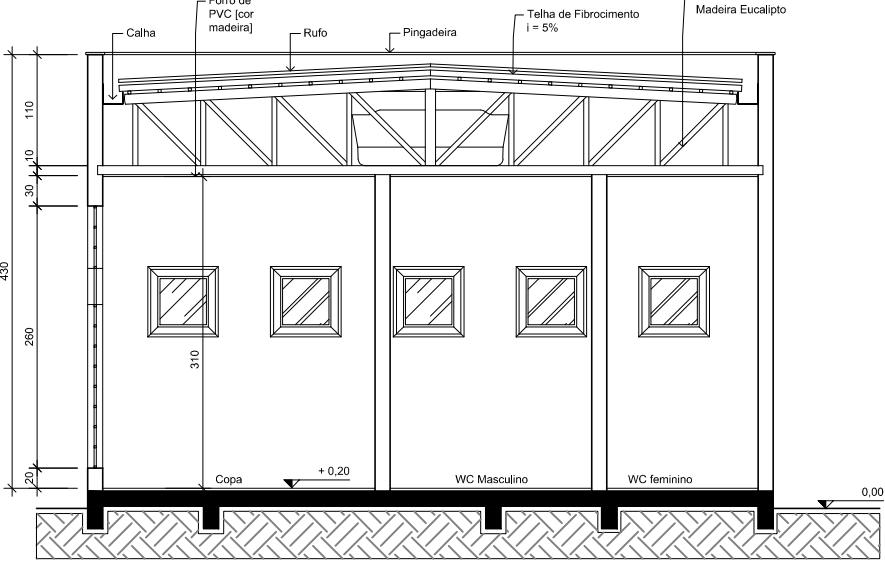 Forro de
PVC [cor
madeira]
Telha de Fibrocimento
i = 5%
Madeira Eucalipto
Calha
Rufo
Pingadeira
110
10
30
430
260
310
20
Copa
+ 0,20
WC Masculino
WC feminino
0,00